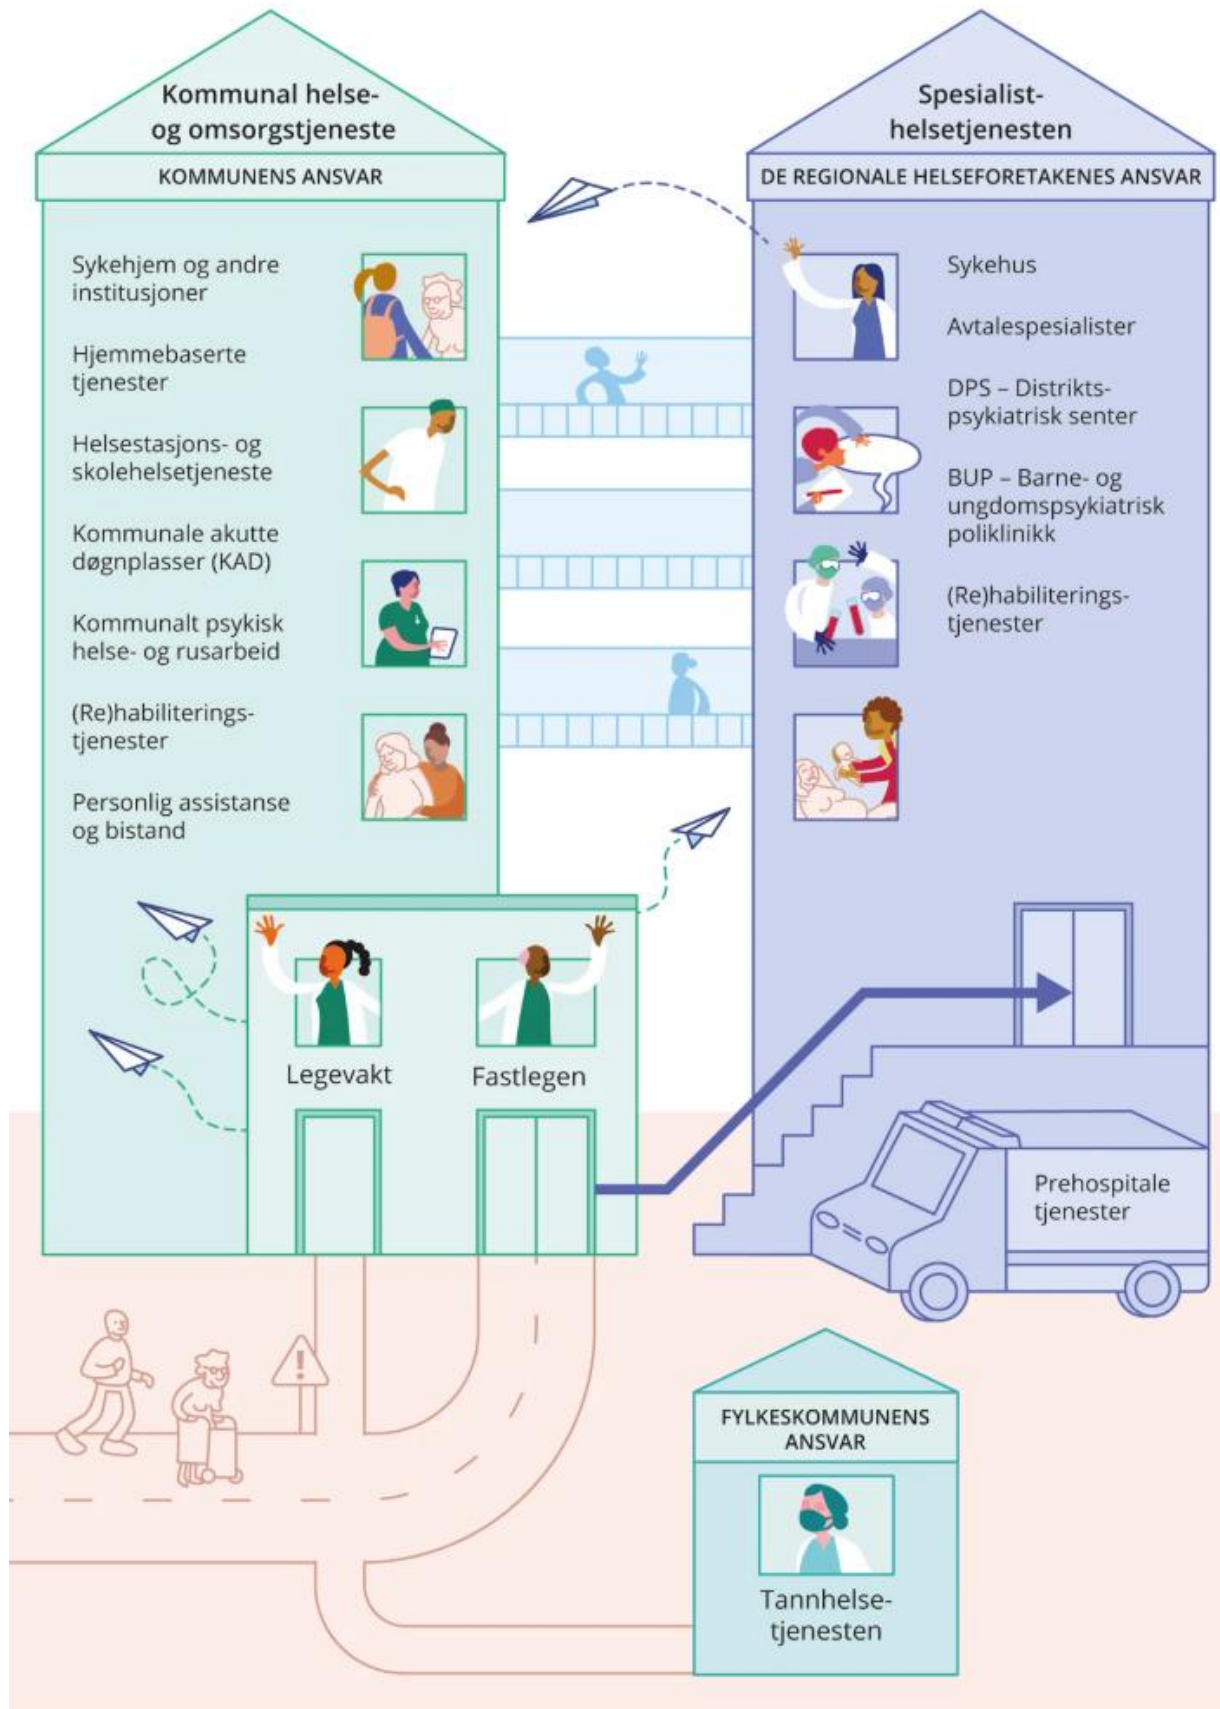 Kommunal helse-
og omsorgstjeneste
KOMMUNENS ANSVAR
Sykehjem og andre
institusjoner
Hjemmebaserte
tjenester
Helsestasjons- og
skolehelsetjeneste
Kommunale akutte
døgnplasser (KAD)
Kommunalt psykisk
helse- og rusarbeid
(Re)habiliterings-
tjenester
Personlig assistanse
og bistand
Legevakt
Fastlegen
Spesialist-
helsetjenesten
DE REGIONALE HELSEFORETAKENES ANSVAR
Sykehus
Avtalespesialister
DPS – Distrikts-
psykiatrisk senter
BUP – Barne- og
ungdomspsykiatrisk
poliklinikk
(Re)habiliterings-
tjenester
Prehospitale
tjenester
!
FYLKESKOMMUNENS
ANSVAR
Tannhelse-
tjenesten